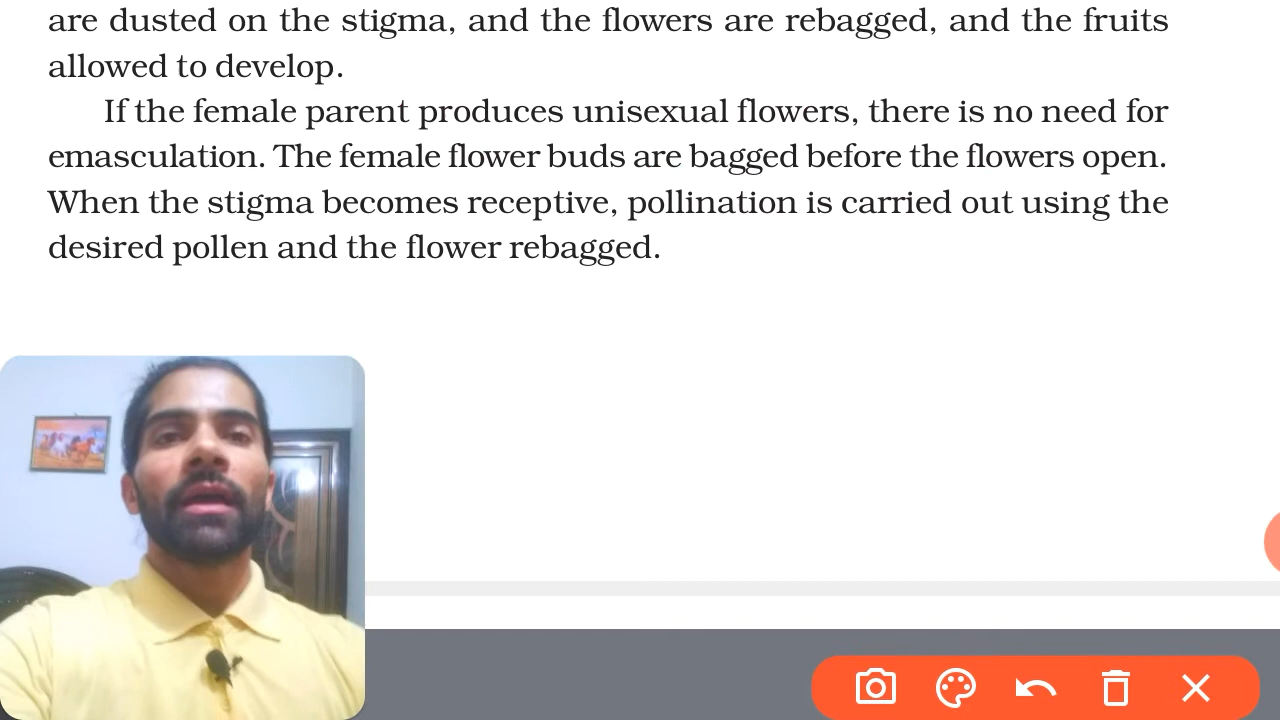 are dusted on the stigma, and the flowers are rebagged, and the fruits
allowed to develop.
If the female parent produces unisexual flowers, there is no need for
emasculation. The female flower buds are bagged before the flowers open.
When the stigma becomes receptive, pollination is carried out using the
desired pollen and the flower rebagged.